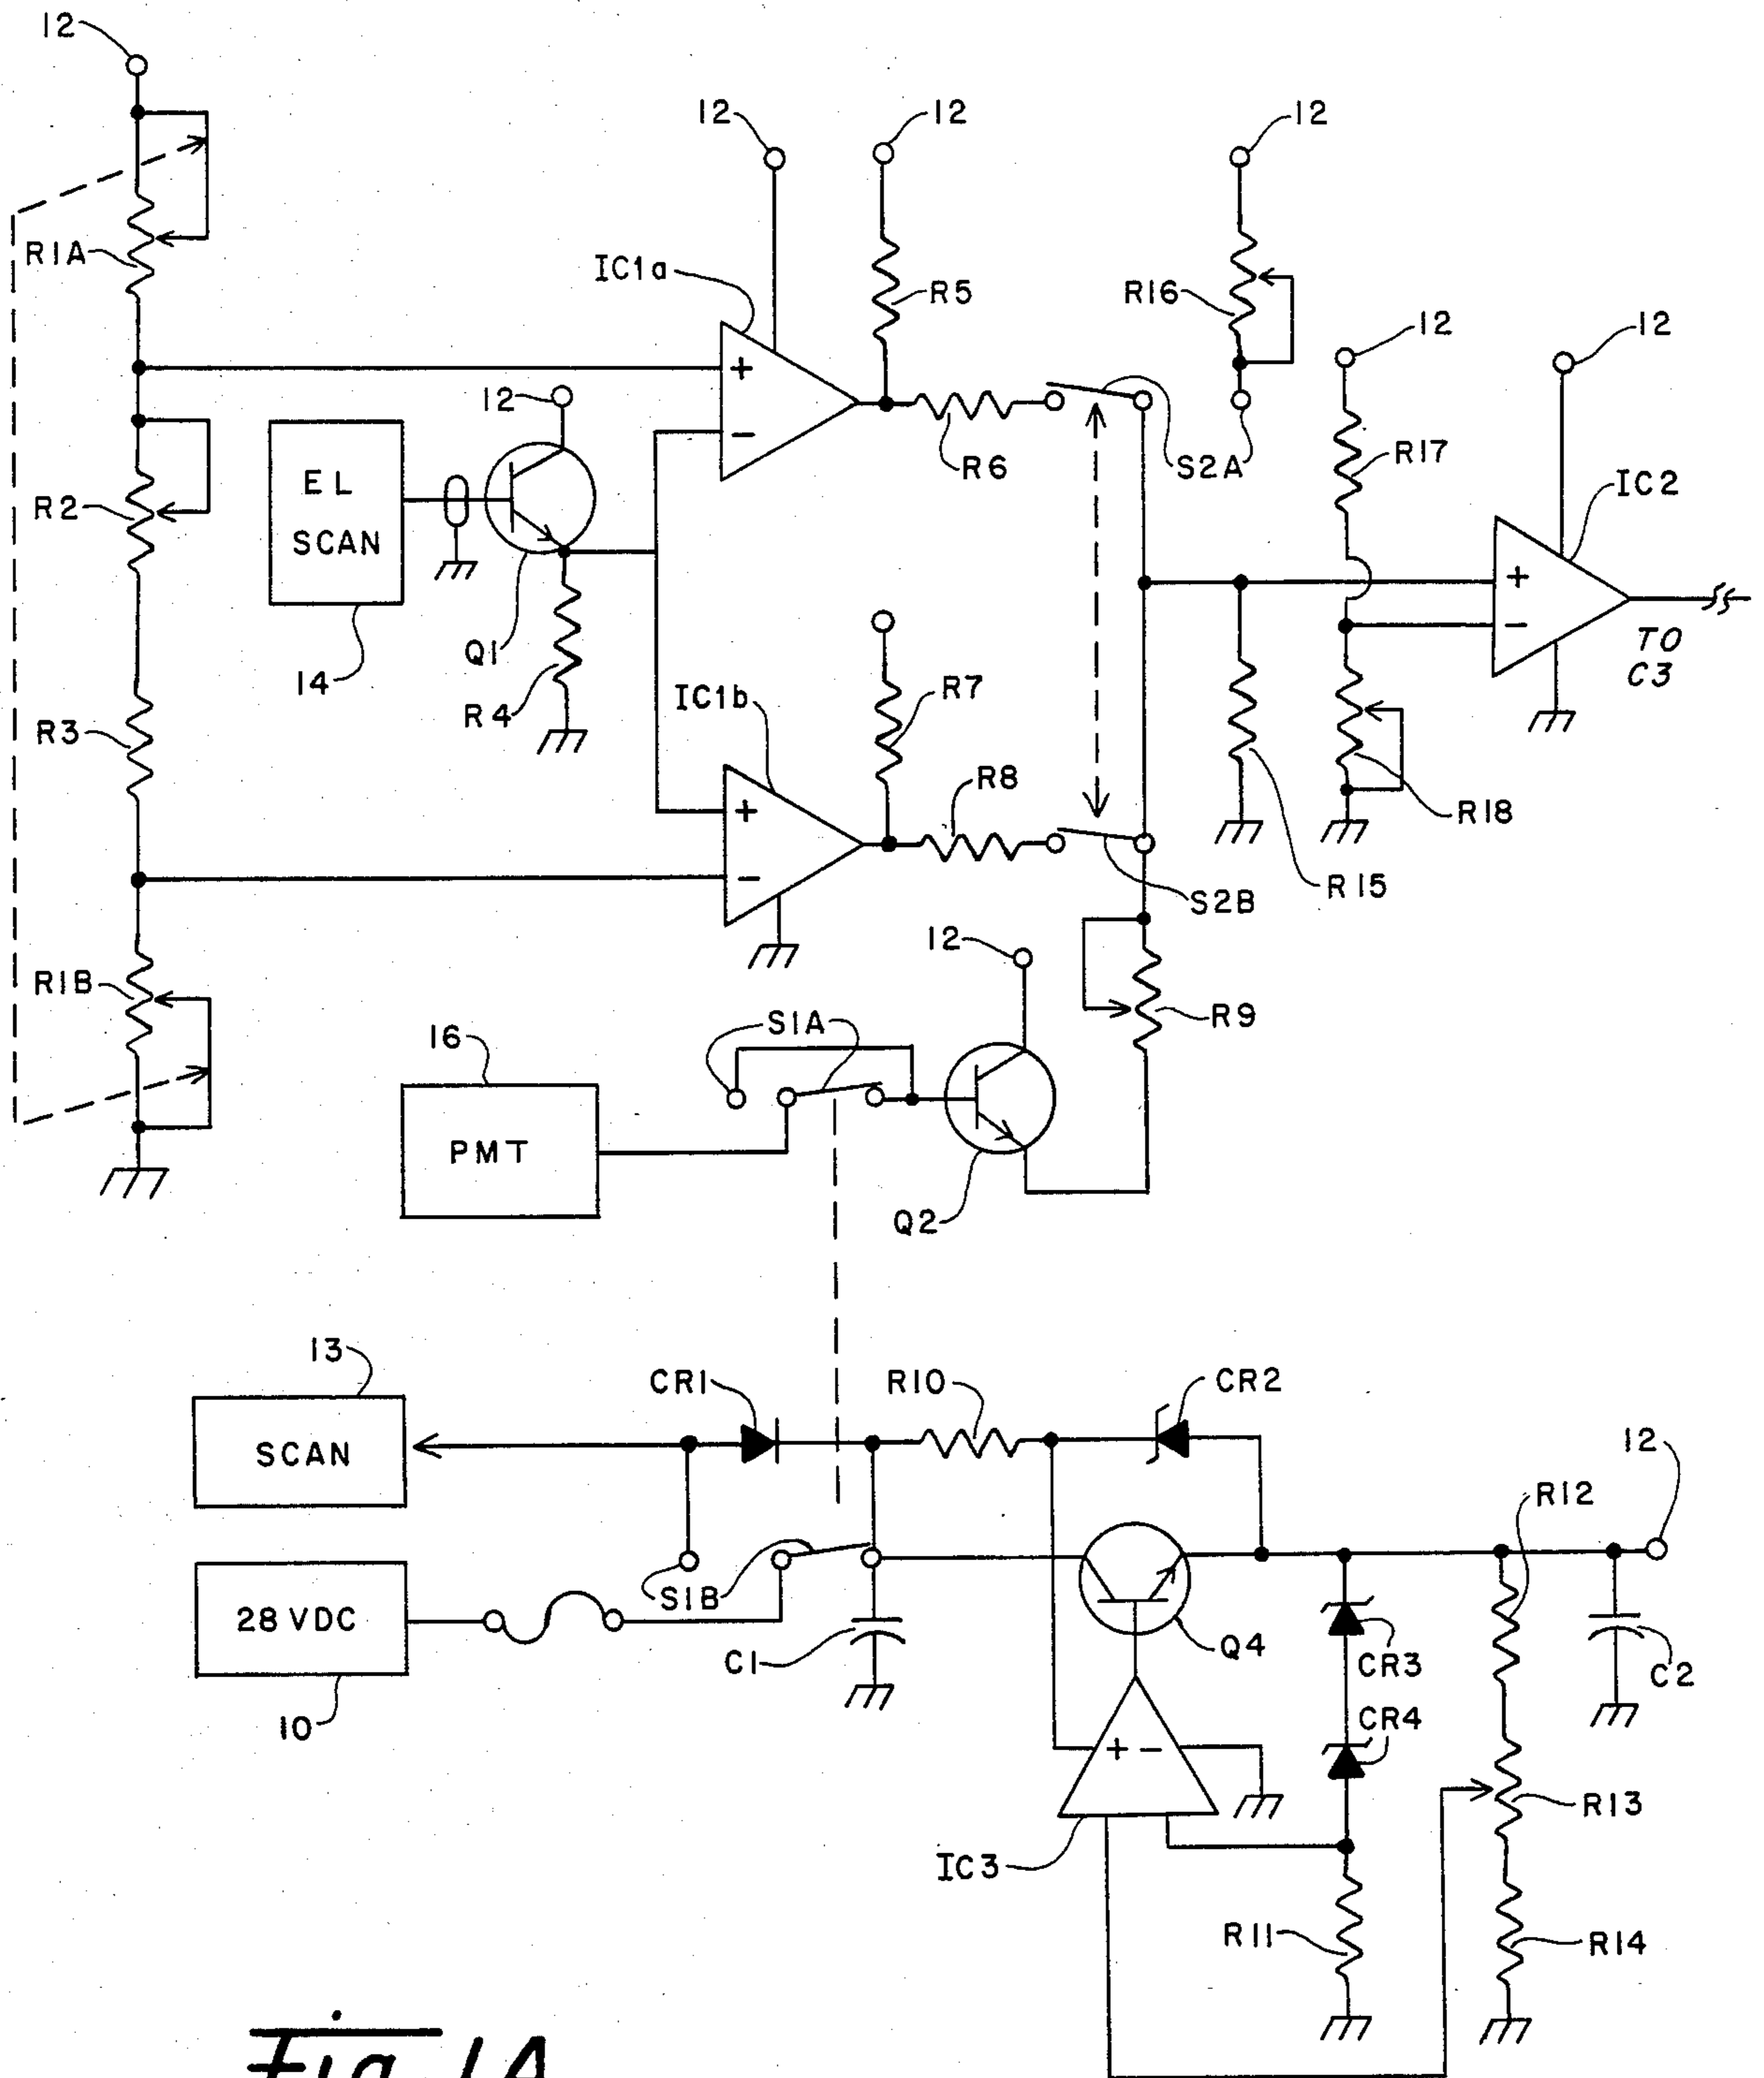 12
12
12
12
R1A
IC1a
R5
R16
12
12
12
R17
IC2
EL
SCAN
R2
R6
S2A
+
-
+
-
Q1
14
R4
TO
C3
R3
IC1b
R7
R8
R18
+
-
R15
S2B
12
R1B
R9
S1A
16
PMT
Q2
13
SCAN
CR1
R10
CR2
12
R12
28 VDC
S1B
C1
Q4
CR3
C2
10
CR4
+ -
R13
IC3
R11
R14
Fig. 1A